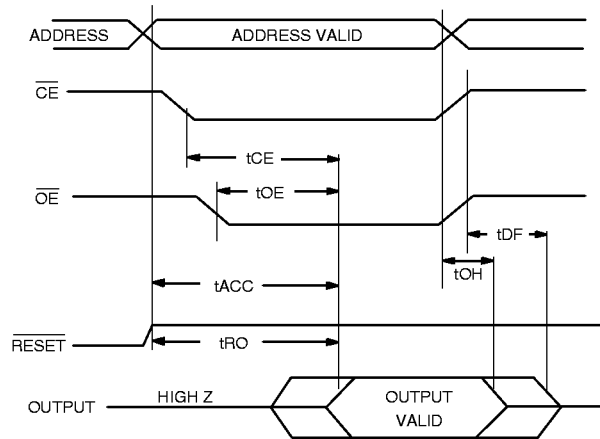 ADDRESS
ADDRESS VALID
CE
tCE
tOE
OE
tDF
tOH
tACC
RESET
tRO
OUTPUT
HIGH Z
OUTPUT
VALID